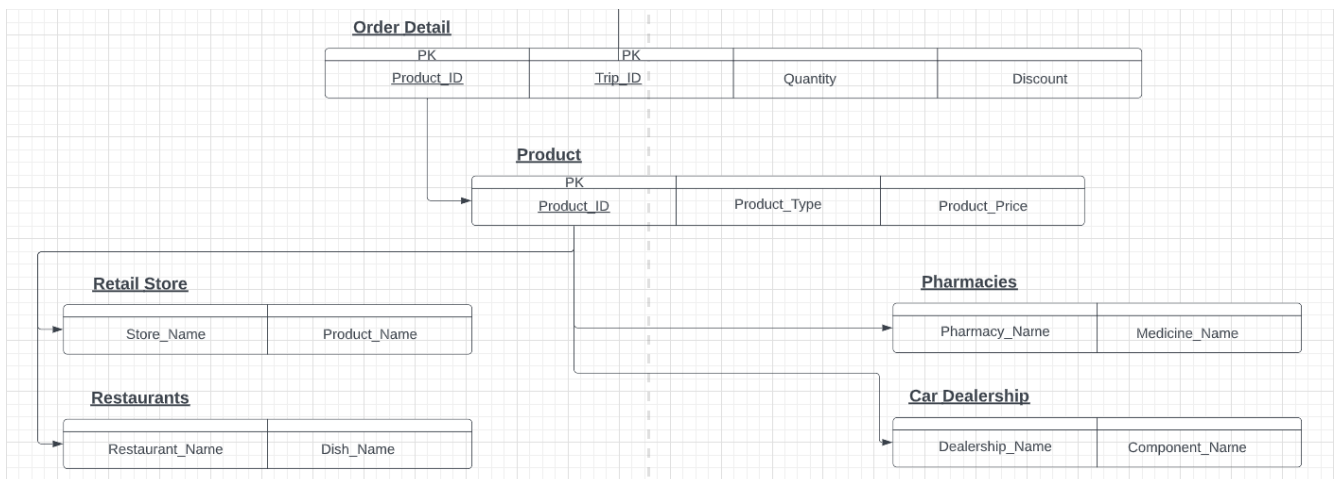 Order Detail
PK PK
Product_ID Trip_ID Quantity Discount
Product
PK
Product_ID Product_Type Product_Price
Retail Store Pharmacies
Store_Name Product_Name Pharmacy_Name Medicine_Name
Restaurants Car Dealership
Restaurant_Name Dish_Name Dealership_Name Component_Name